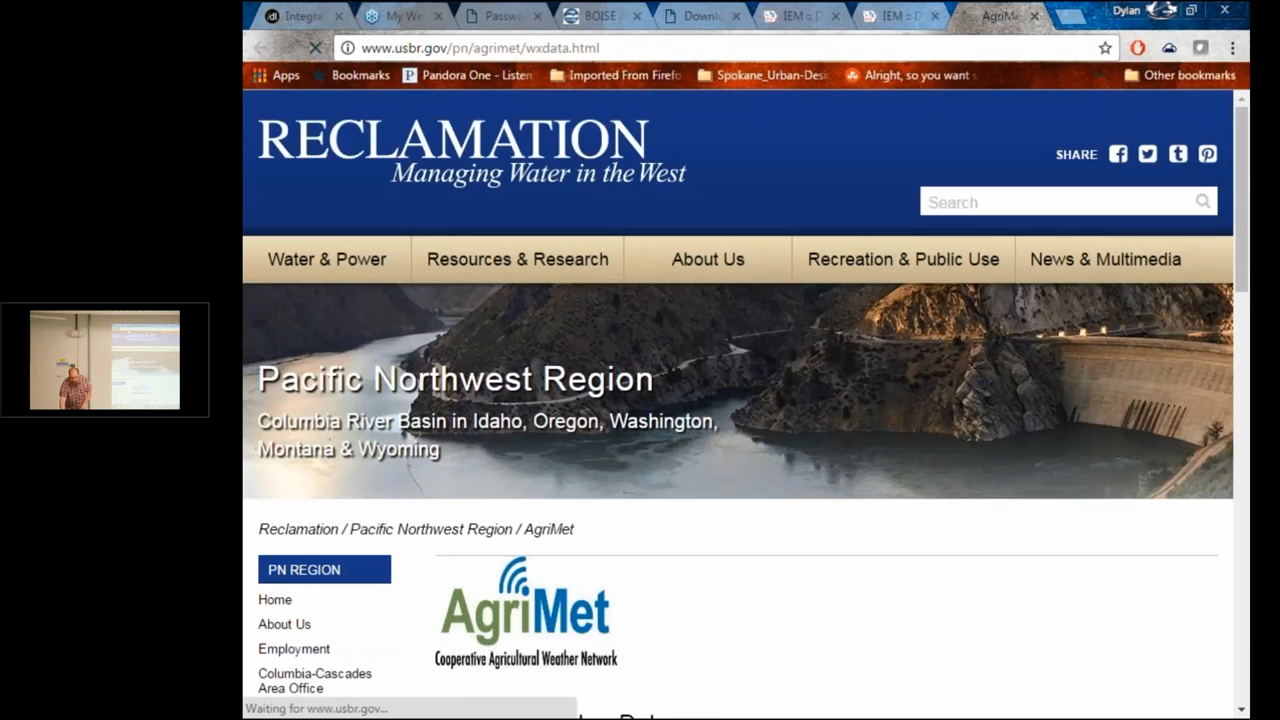 Integra
My We
Passw
BOISE
Downlo
IEM :: D
IEM :: D
AgriMe
Dylan
www.usbr.gov/pn/agrimet/wxdata.html
Apps
Bookmarks
Pandora One - Listen
Imported From Firefo
Spokane_Urban-Desi
Alright, so you want s
Other bookmarks
RECLAMATION
Managing Water in the West
SHARE
Search
Water & Power
Resources & Research
About Us
Recreation & Public Use
News & Multimedia
Pacific Northwest Region
Columbia River Basin in Idaho, Oregon, Washington,
Montana & Wyoming
Reclamation / Pacific Northwest Region / AgriMet
PN REGION
Home
About Us
Employment
Columbia-Cascades
Area Office
AgriMet
Cooperative Agricultural Weather Network
Waiting for www.usbr.gov...